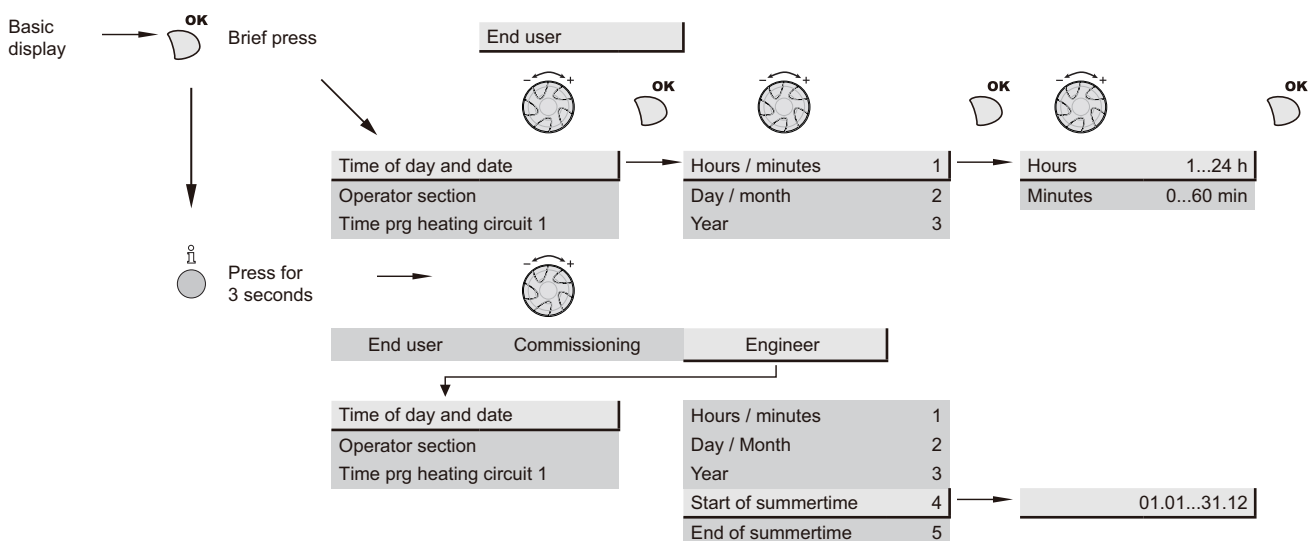 Basic
display
OK
Brief press
End user
- +
OK
- +
OK
- +
OK
Time of day and date
Operator section
Time prg heating circuit 1
Hours / minutes 1
Day / month 2
Year 3
Hours 1...24 h
Minutes 0...60 min
i
Press for
3 seconds
- +
End user Commissioning Engineer
Time of day and date
Operator section
Time prg heating circuit 1
Hours / minutes 1
Day / Month 2
Year 3
Start of summertime 4
End of summertime 5
01.01...31.12